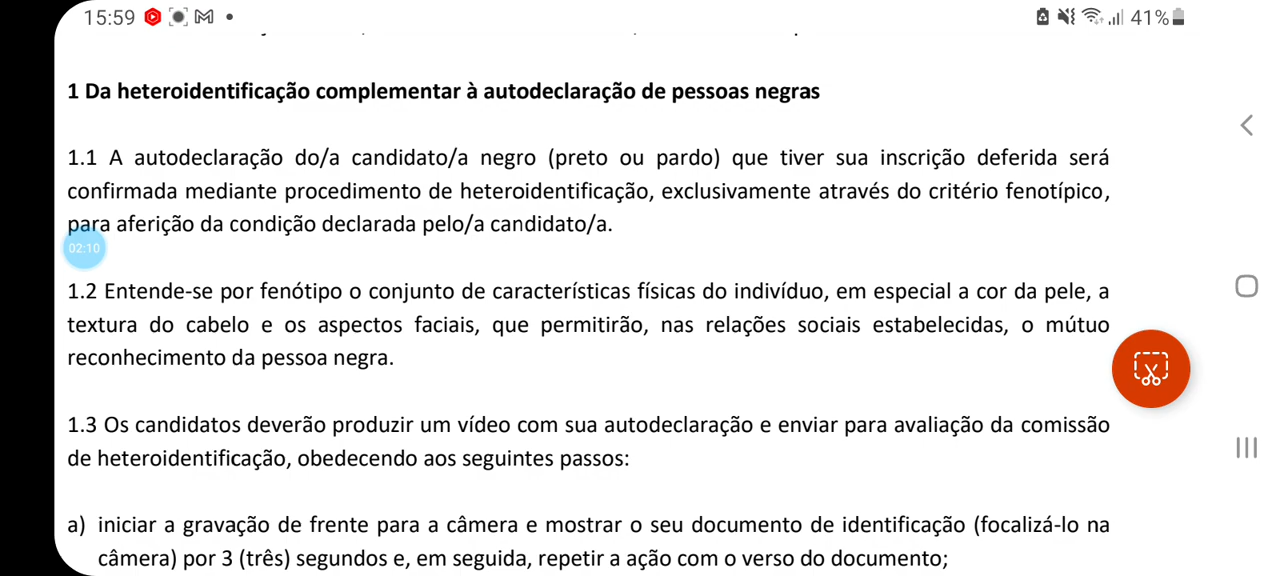 15:59
41%
1 Da heteroidentificação complementar à autodeclaração de pessoas negras
1.1 A autodeclaração do/a candidato/a negro (preto ou pardo) que tiver sua inscrição deferida será
confirmada mediante procedimento de heteroidentificação, exclusivamente através do critério fenotípico,
para aferição da condição declarada pelo/a candidato/a.
02:10
1.2 Entende-se por fenótipo o conjunto de características físicas do indivíduo, em especial a cor da pele, a
textura do cabelo e os aspectos faciais, que permitirão, nas relações sociais estabelecidas, o mútuo
reconhecimento da pessoa negra.
1.3 Os candidatos deverão produzir um vídeo com sua autodeclaração e enviar para avaliação da comissão
de heteroidentificação, obedecendo aos seguintes passos:
a) iniciar a gravação de frente para a câmera e mostrar o seu documento de identificação (focalizá-lo na
câmera) por 3 (três) segundos e, em seguida, repetir a ação com o verso do documento;